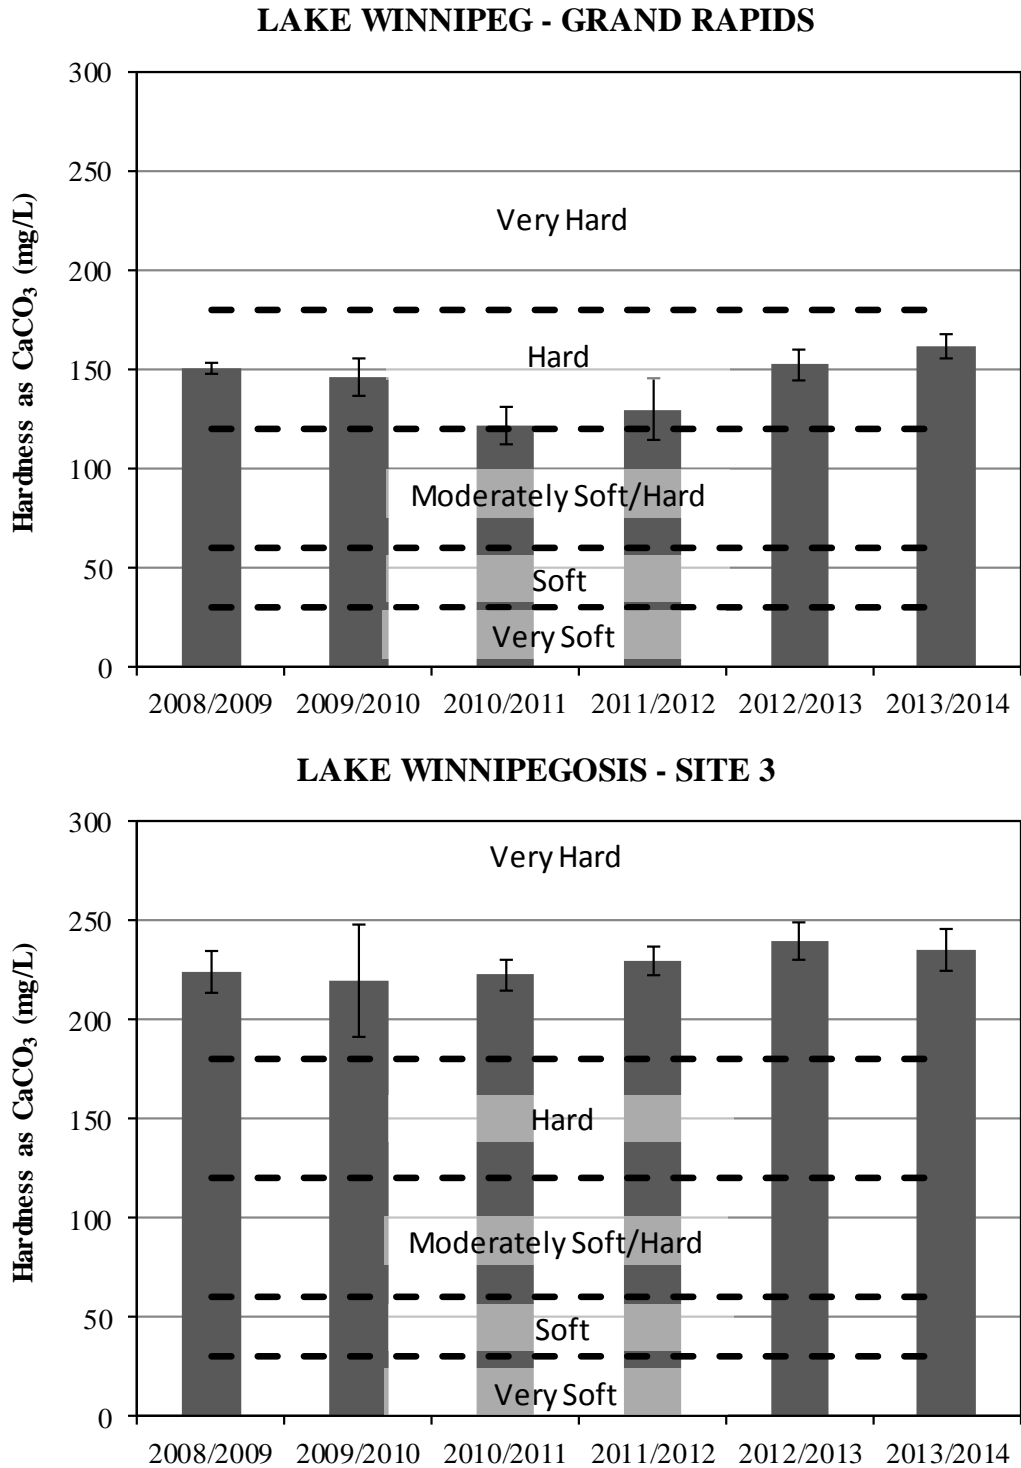 LAKE WINNIPEG - GRAND RAPIDS
Hardness as CaCO₃ (mg/L)
300
250
200
150
100
50
0
Very Hard
Hard
Moderately Soft/Hard
Soft
Very Soft
2008/2009 2009/2010 2010/2011 2011/2012 2012/2013 2013/2014
LAKE WINNIPEGOSIS - SITE 3
Hardness as CaCO₃ (mg/L)
300
250
200
150
100
50
0
Very Hard
Hard
Moderately Soft/Hard
Soft
Very Soft
2008/2009 2009/2010 2010/2011 2011/2012 2012/2013 2013/2014